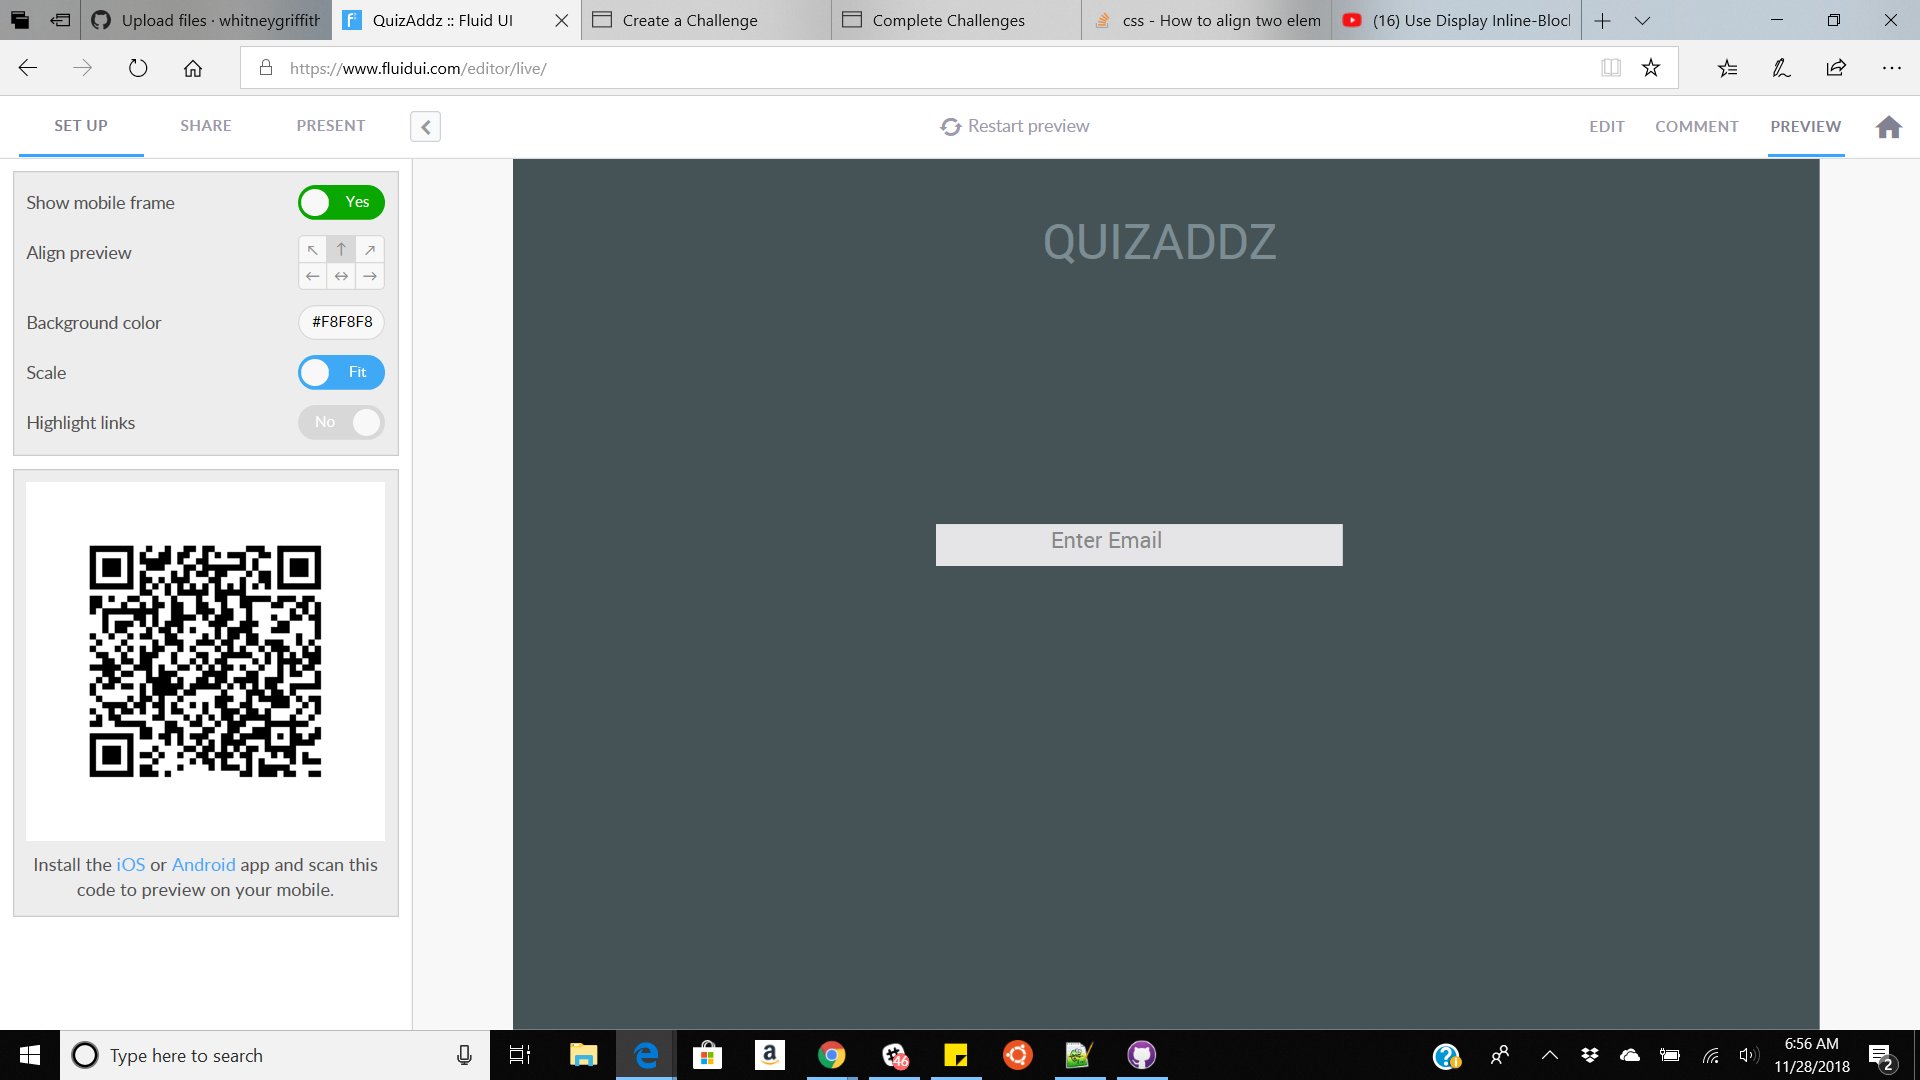 Upload files · whitneygriffith
QuizAddz :: Fluid UI
Create a Challenge
Complete Challenges
css - How to align two elem
(16) Use Display Inline-Block
https://www.fluidui.com/editor/live/
SET UP
SHARE
PRESENT
Restart preview
EDIT
COMMENT
PREVIEW
Show mobile frame
Yes
Align preview
Background color
#F8F8F8
Scale
Fit
Highlight links
No
Install the iOS or Android app and scan this
code to preview on your mobile.
QUIZADDZ
Enter Email
Type here to search
46
6:56 AM
11/28/2018
2